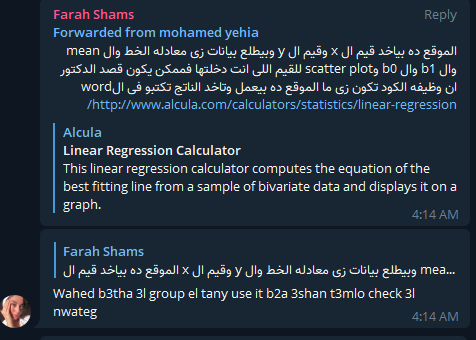 Farah Shams Reply
Forwarded from mohamed yehia
الموقع ده بياخد قيم ال x وقيم ال y وبيطلع بيانات زى معادله الخط وال mean
وال b1 وال b0 وscatter plot للقيم اللى انت دخلتها فممكن يكون قصد الدكتور
ان وظيفه الكود تكون زى ما الموقع ده بيعمل وتاخد الناتج تكتبو فى الword
http://www.alcula.com/calculators/statistics/linear-regression/
Alcula
Linear Regression Calculator
This linear regression calculator computes the equation of the
best fitting line from a sample of bivariate data and displays it on a
graph.
4:14 AM
Farah Shams
الموقع ده بياخد قيم ال x وقيم ال y وبيطلع بيانات زى معادله الخط وال mea...
Wahed b3tha 3l group el tany use it b2a 3shan t3mlo check 3l
nwateg
4:14 AM